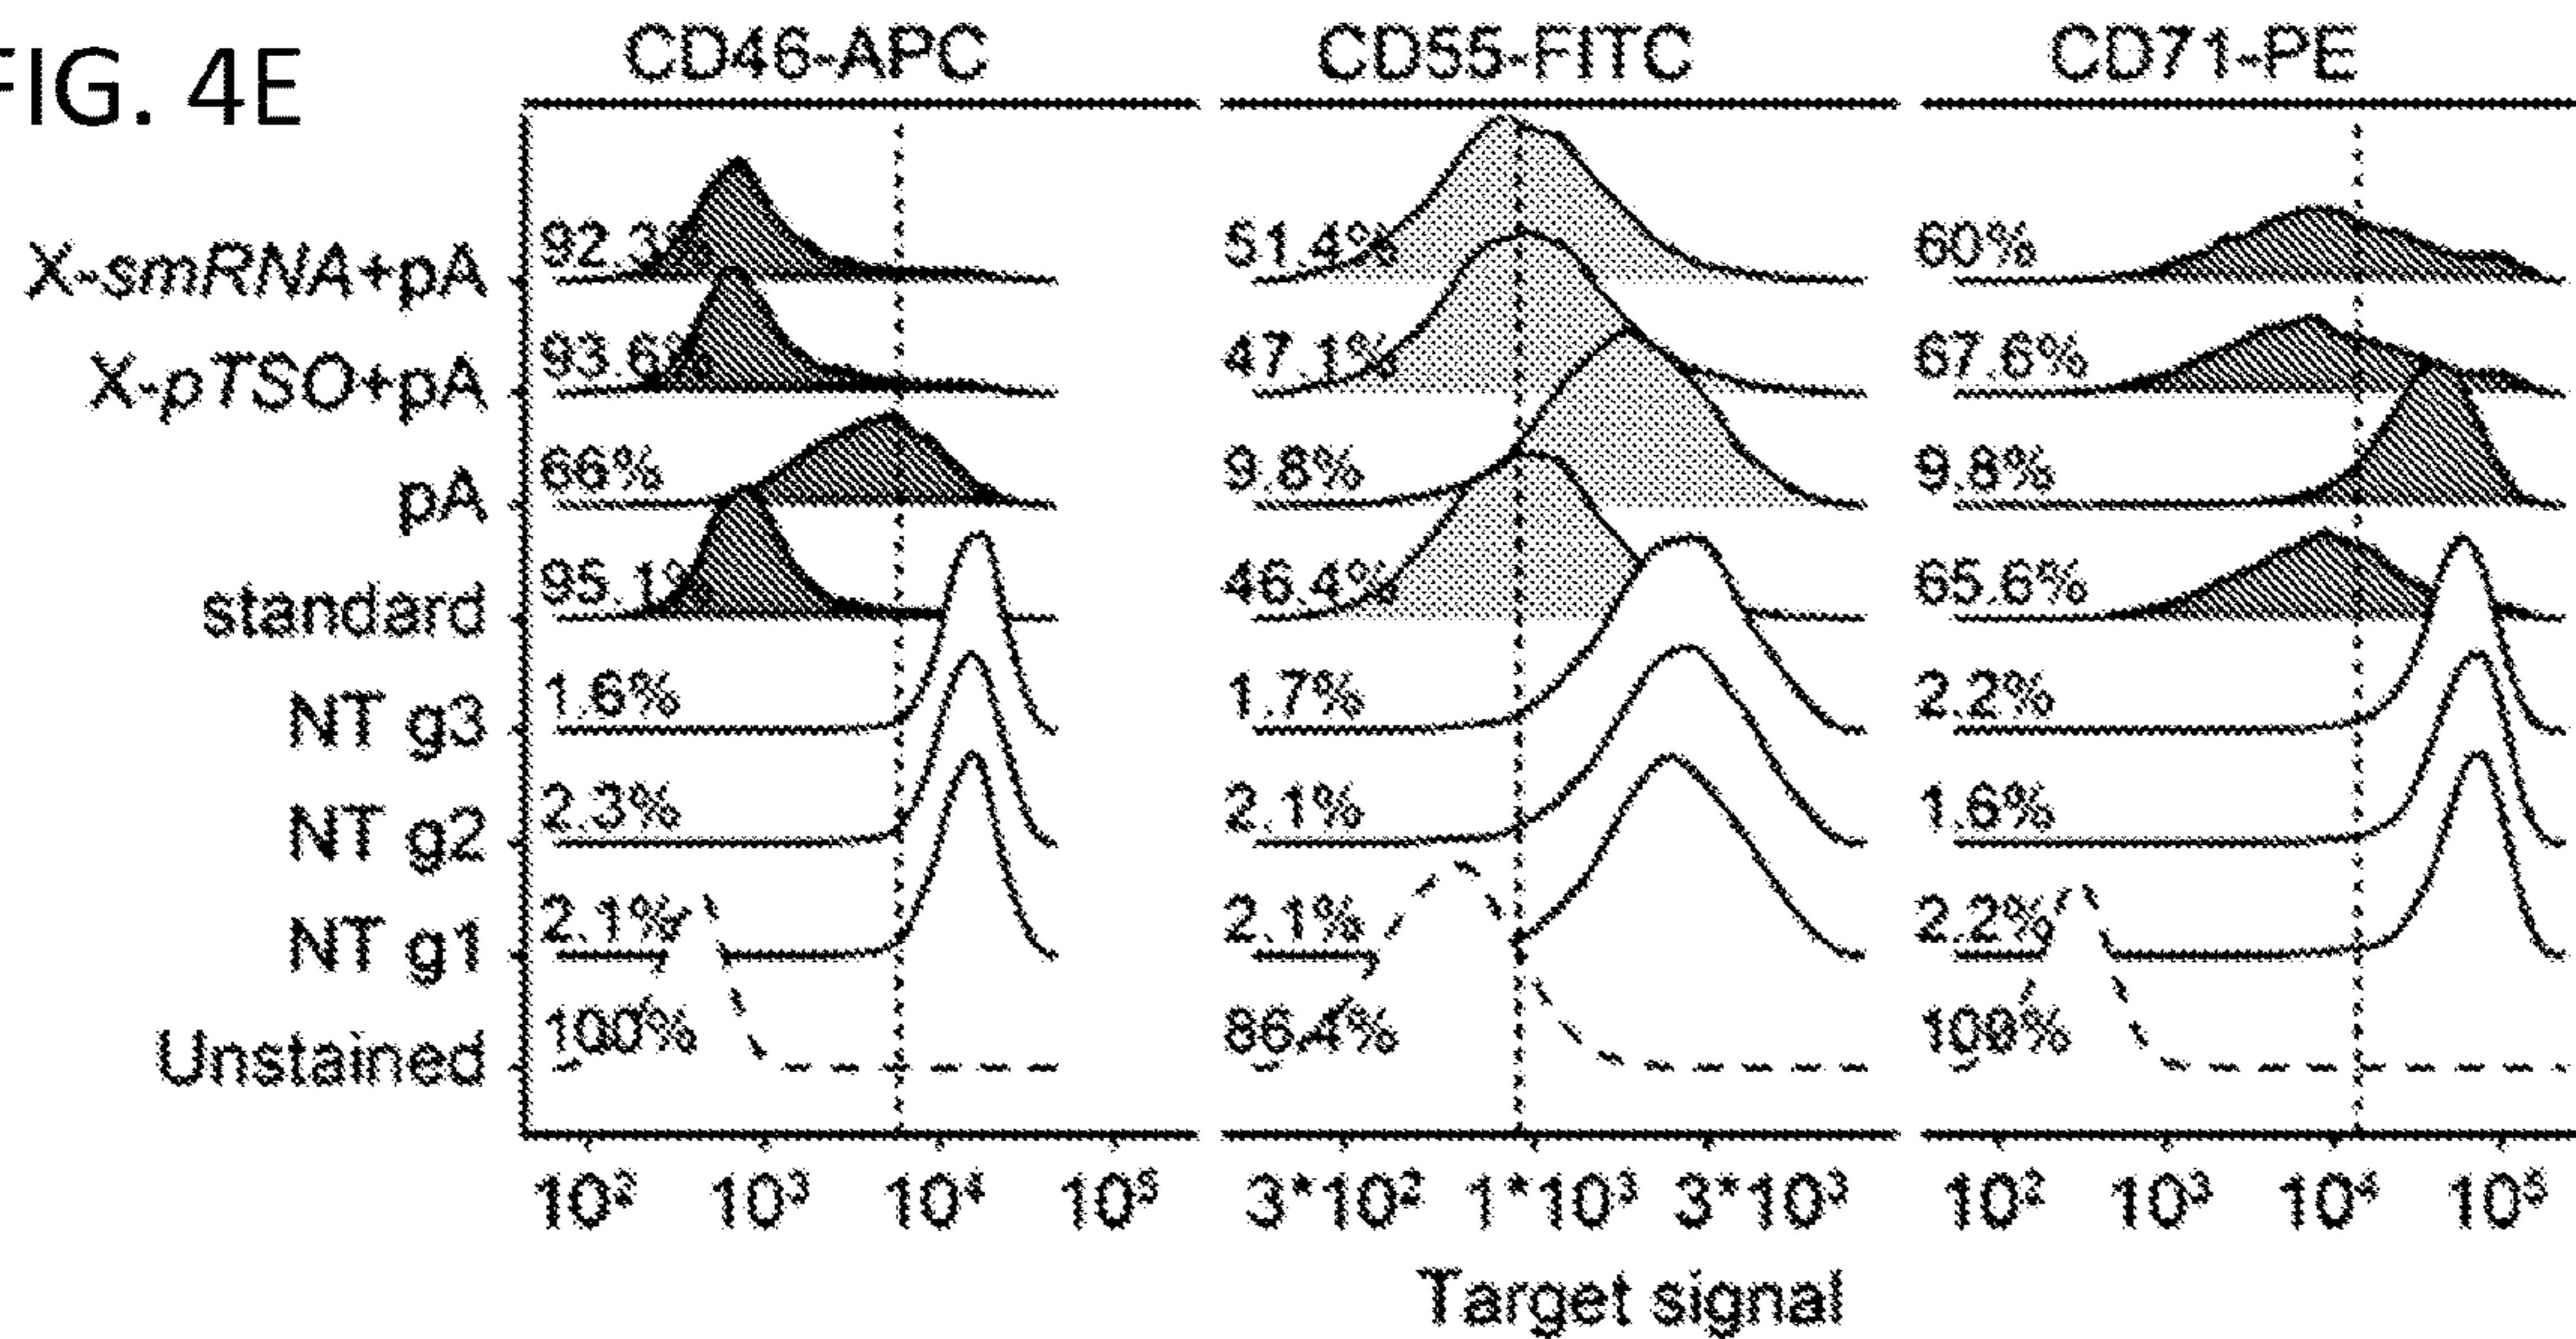 FIG. 4E
CD46-APC CD55-FITC CD71-PE
X-smRNA+pA 92.3% 51.4% 60%
X-pTSO+pA 93.6% 47.1% 67.6%
pA 66% 9.8% 9.8%
standard 95.1% 46.4% 65.6%
NT g3 1.6% 1.7% 2.2%
NT g2 2.3% 2.1% 1.6%
NT g1 2.1% 2.1% 2.2%
Unstained 100% 86.4% 100%
10² 10³ 10⁴ 10⁵ 3*10² 1*10³ 3*10³ 10² 10³ 10⁴ 10⁵
Target signal